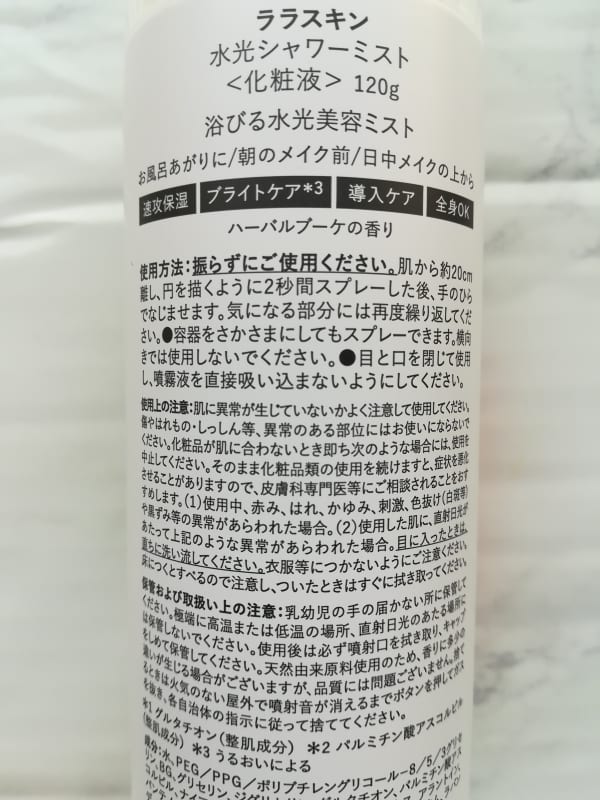 ララスキン
水光シャワーミスト
＜化粧液＞ 120g
浴びる水光美容ミスト
お風呂あがりに/朝のメイク前/日中メイクの上から
速攻保湿 ブライトケア*3 導入ケア 全身OK
ハーバルブーケの香り
使用方法：振らずにご使用ください。肌から約20cm
離し、円を描くように2秒間スプレーした後、手のひら
でなじませます。気になる部分には再度繰り返してくだ
さい。●容器をさかさまにしてもスプレーできます。横向
きでは使用しないでください。●目と口を閉じて使用
し、噴霧液を直接吸い込まないようにしてください。
使用上の注意：肌に異常が生じていないかよく注意して使用してください。
傷やはれもの・しっしん等、異常のある部位にはお使いにならないで
ください。化粧品が肌に合わないとき即ち次のような場合には、使用を
中止してください。そのまま化粧品類の使用を続けますと、症状を悪化
させることがありますので、皮膚科専門医等にご相談されることをおす
すめします。(1)使用中、赤み、はれ、かゆみ、刺激、色抜け(白斑等)
や黒ずみ等の異常があらわれた場合。(2)使用した肌に、直射日光が
あたって上記のような異常があらわれた場合。目に入ったときは、
直ちに洗い流してください。衣服等につかないようにご注意ください。
床につくとすべるので注意し、ついたときはすぐに拭き取ってください。
保管および取扱い上の注意：乳幼児の手の届かない所に保管して
ください。極端に高温または低温の場所、直射日光のあたる場所に
は保管しないでください。使用後は必ず噴射口を拭き取り、キャップ
をしめて保管してください。天然由来原料使用のため、香りに多少の
違いが生じる場合がございますが、品質には問題ございません。捨て
るときは火気のない屋外で噴射音が消えるまでボタンを押してガス
を抜き、各自治体の指示に従って捨ててください。
*1 グルタチオン（整肌成分） *2 パルミチン酸アスコルビル
（整肌成分） *3 うるおいによる
成分：水、PEG／PPG／ポリブチレングリコール-8／5／3グリセ
リン、BG、グリセリン、